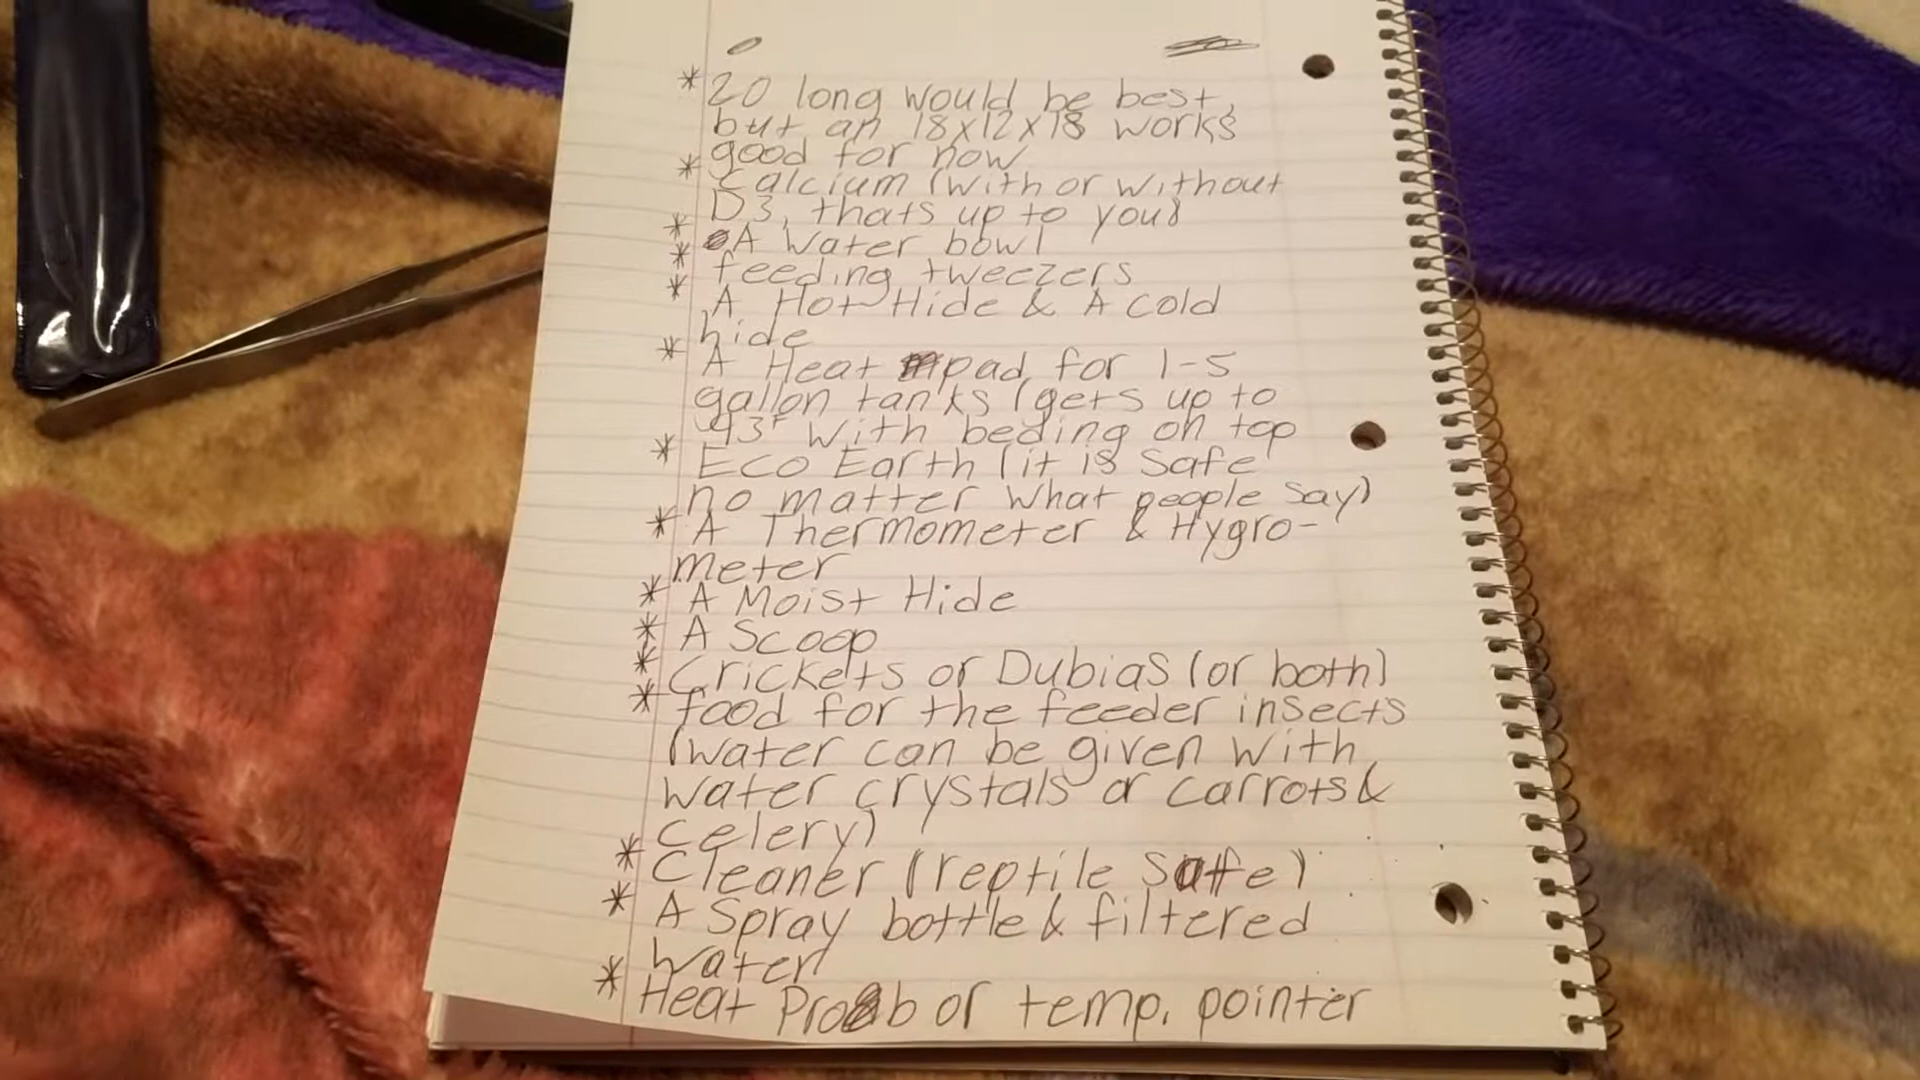 * 20 long would be best,
but an 18x12x18 works
good for now
* Calcium (with or without
D3, thats up to you)
* A Water bowl
* feeding tweezers
* A Hot Hide & A cold
hide
* A Heat pad for 1-5
gallon tanks (gets up to
93° with beding on top
* Eco Earth (it is safe
no matter what people say)
* A Thermometer & Hygro-
meter
* A Moist Hide
* A Scoop
* Crickets or Dubias (or both)
* food for the feeder insects
(water can be given with
water crystals or carrots &
celery)
* Cleaner (reptile safe)
* A Spray bottle & filtered
water
* Heat Prob or temp. pointer